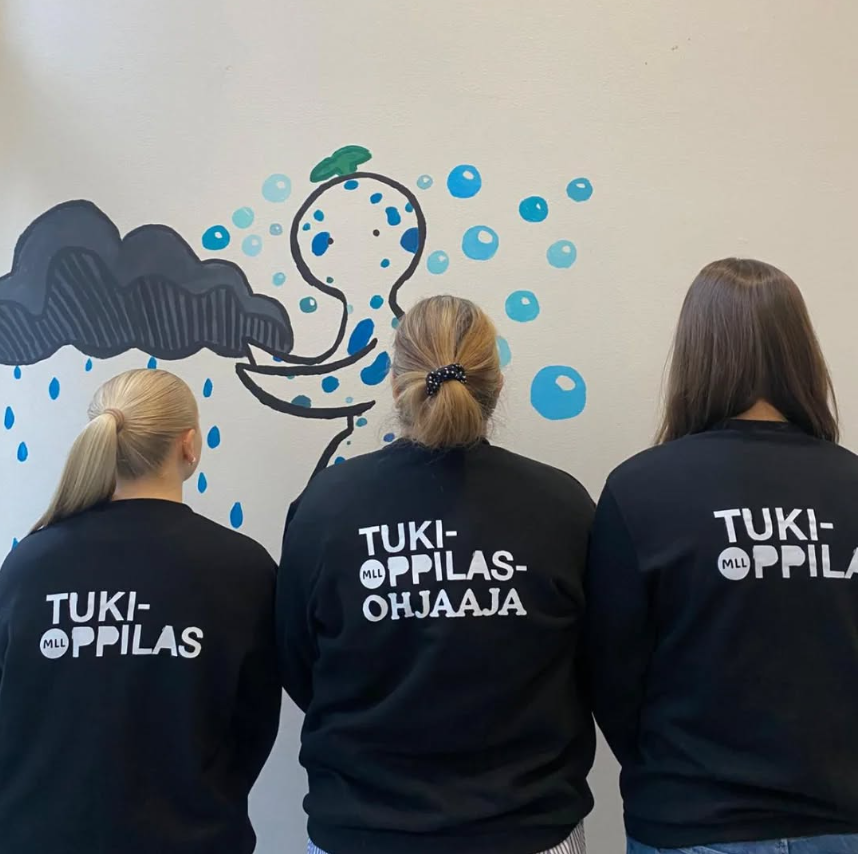 TUKI-
OPPILAS
MLL
TUKI-
OPPILAS-
MLL
OHJAAJA
TUKI-
OPPILA
MLL